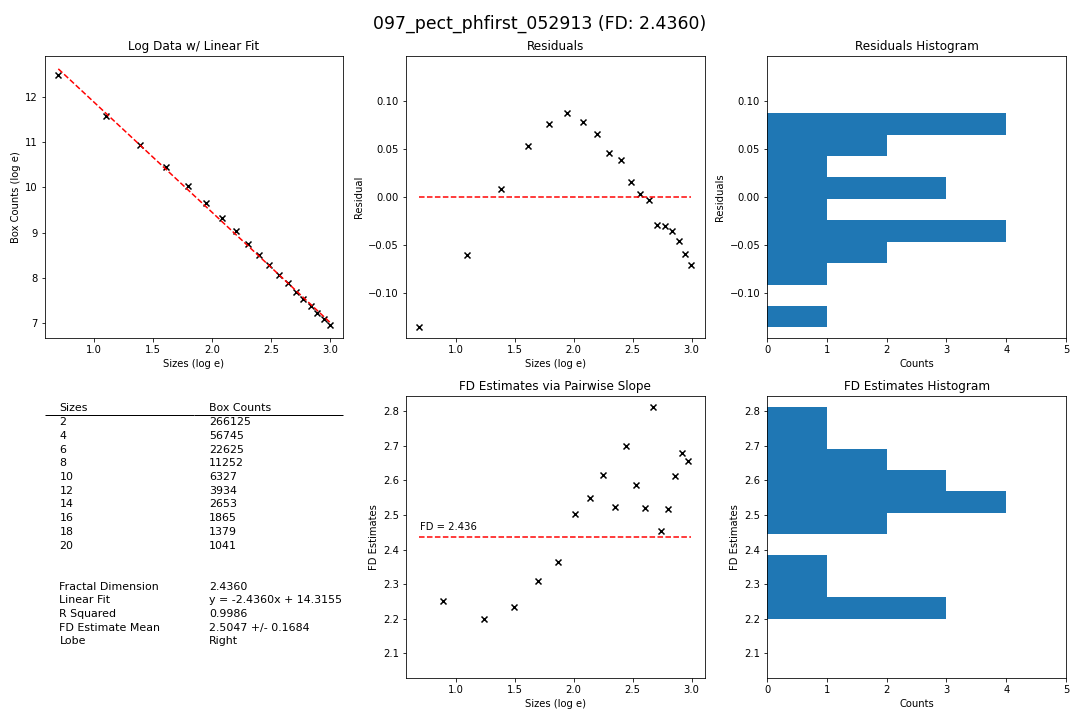 097_pect_phfirst_052913 (FD: 2.4360)
Log Data w/ Linear Fit
Box Counts (log e)
12
11
10
9
8
7
1.0 1.5 2.0 2.5 3.0
Sizes (log e)
Residuals
Residual
0.10
0.05
0.00
−0.05
−0.10
1.0 1.5 2.0 2.5 3.0
Sizes (log e)
Residuals Histogram
Residuals
0.10
0.05
0.00
−0.05
−0.10
0 1 2 3 4 5
Counts
Sizes Box Counts
2 266125
4 56745
6 22625
8 11252
10 6327
12 3934
14 2653
16 1865
18 1379
20 1041
Fractal Dimension 2.4360
Linear Fit y = -2.4360x + 14.3155
R Squared 0.9986
FD Estimate Mean 2.5047 +/- 0.1684
Lobe Right
FD Estimates via Pairwise Slope
FD Estimates
2.8
2.7
2.6
2.5
2.4
2.3
2.2
2.1
FD = 2.436
1.0 1.5 2.0 2.5 3.0
Sizes (log e)
FD Estimates Histogram
FD Estimates
2.8
2.7
2.6
2.5
2.4
2.3
2.2
2.1
0 1 2 3 4 5
Counts